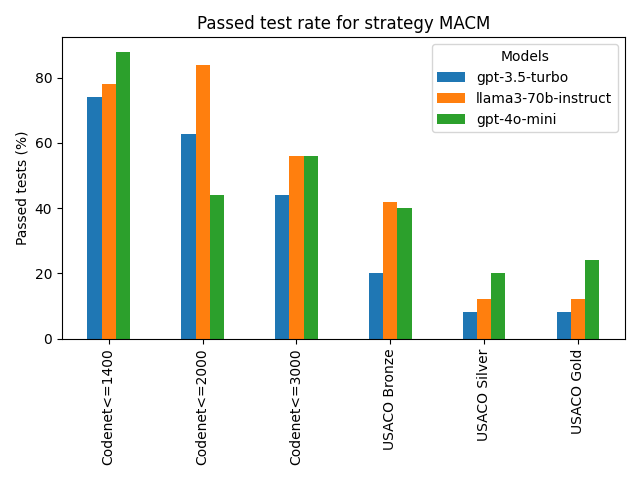 Passed test rate for strategy MACM
Models
gpt-3.5-turbo
llama3-70b-instruct
gpt-4o-mini
Passed tests (%)
80
60
40
20
0
Codenet<=1400
Codenet<=2000
Codenet<=3000
USACO Bronze
USACO Silver
USACO Gold